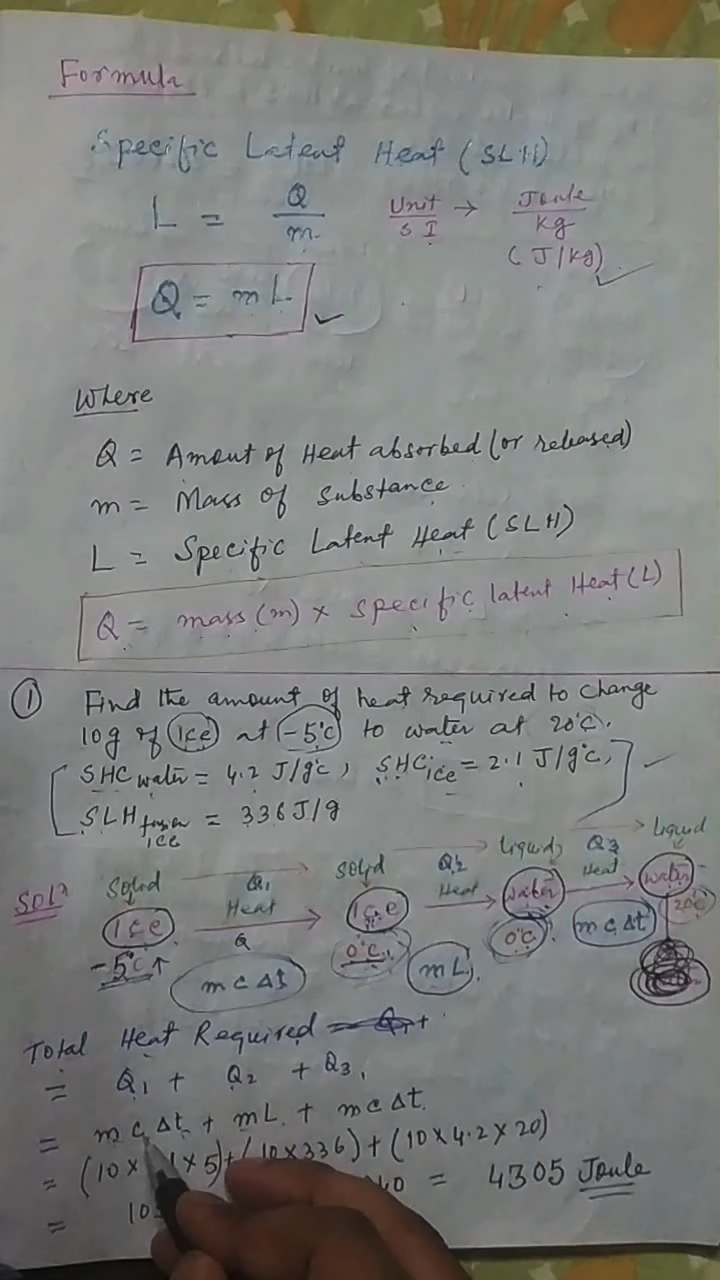 Formula
Specific Latent Heat (SLH)
L = Q/m Unit SI → Joule/kg
(J/kg)
Q = mL
Where
Q = Amout of Heat absorbed (or released)
m = Mass of Substance
L = Specific Latent Heat (SLH)
Q = mass (m) × specific latent Heat (L)
① Find the amount of heat required to change
10g of Ice at -5°C to water at 20°C.
SHC water = 4.2 J/g°C, SHC ice = 2.1 J/g°C,
SLH fusion ice = 336 J/g
Solⁿ
Solid Q₁ Solid Q₂ liquid, Q₃ liquid
Ice Heat Ice Heat water Heat water
-5°C↑ Q 0°C, 0°C 20°C
mcΔt mL mcΔt
Total Heat Required =
= Q₁ + Q₂ + Q₃,
= mcΔt + mL + mcΔt
= (10× 1×5)+(10×336) + (10×4.2×20)
= 10 40 = 4305 Joule